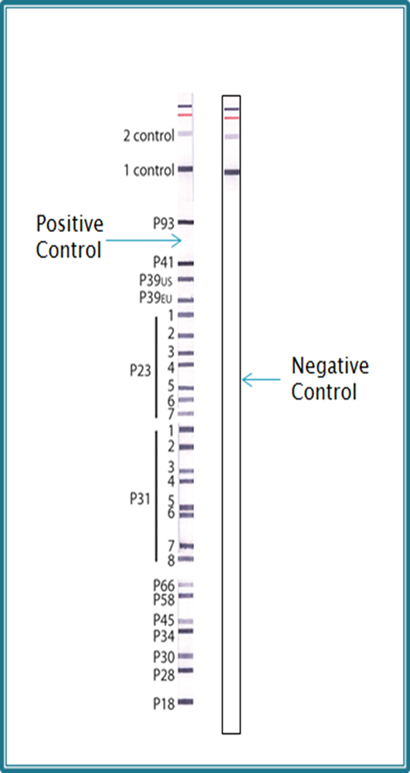 2 control
1 control
Positive
Control
P93
P41
P39US
P39EU
P23
1
2
3
4
5
6
7
P31
1
2
3
4
5
6
7
8
P66
P58
P45
P34
P30
P28
P18
Negative
Control